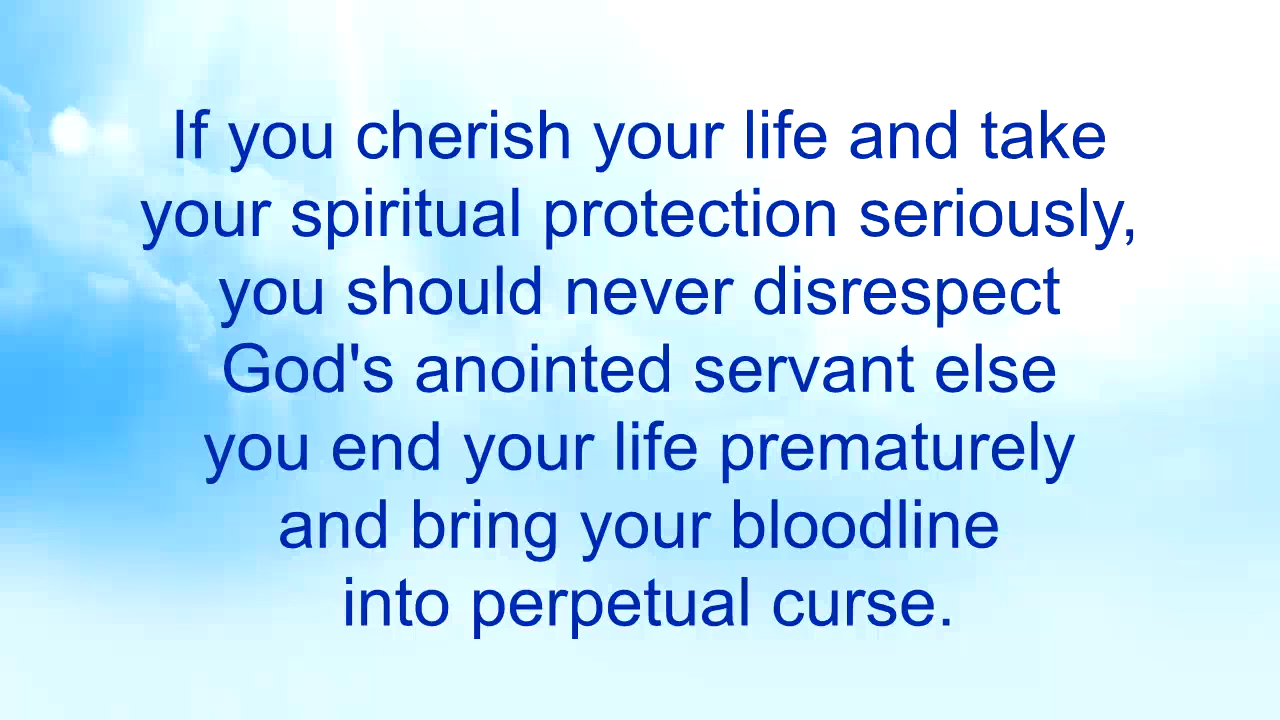 If you cherish your life and take
your spiritual protection seriously,
you should never disrespect
God's anointed servant else
you end your life prematurely
and bring your bloodline
into perpetual curse.